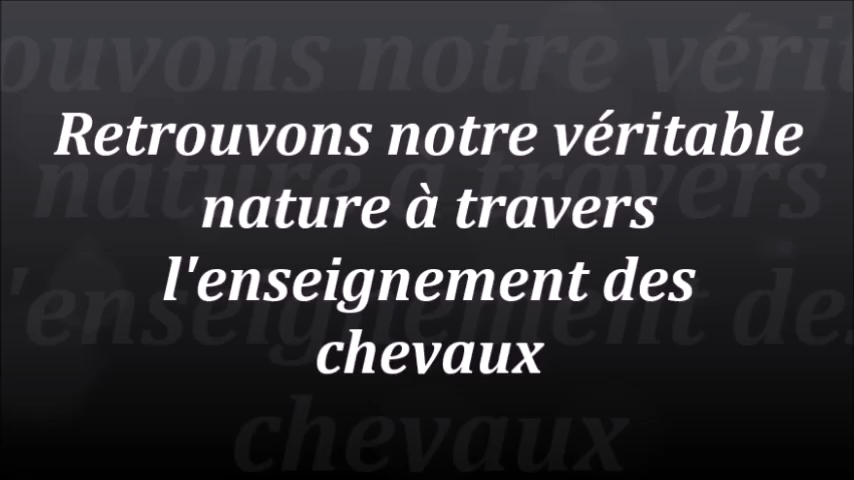 Retrouvons notre véritable
nature à travers
l'enseignement des
chevaux